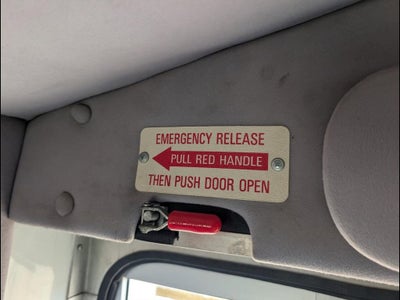 EMERGENCY RELEASE
PULL RED HANDLE
THEN PUSH DOOR OPEN